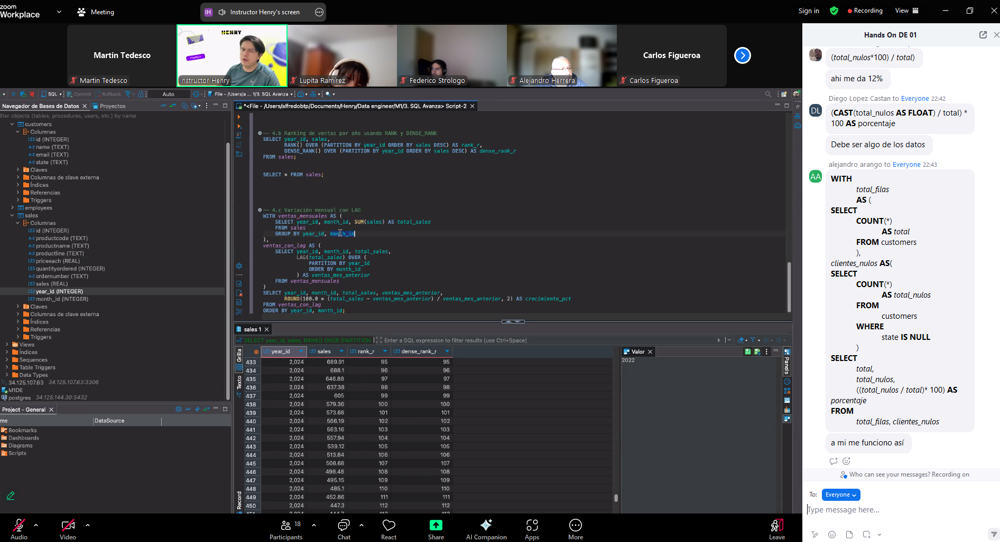 zoom
Workplace
Meeting
IH
Instructor Henry's screen
Sign in
Recording
View
Martin Tedesco
Martin Tedesco
HENRY
<hello/>
Instructor Henry
Lupita Ramírez
Federico Strologo
Alejandro Herrera
Carlos Figueroa
Carlos Figueroa
SQL
Commit
Rollback
Auto
File - /Users/a ... 1/3. SQL Avanza
Navegador de Bases de Datos
Proyectos
ilter objects (tables, procedures, users, etc.) by name
customers
Columnas
123 id (INTEGER)
A-Z name (TEXT)
A-Z email (TEXT)
A-Z state (TEXT)
Claves
Columnas de clave externa
Índices
Referencias
Triggers
employees
sales
Columnas
123 id (INTEGER)
A-Z productcode (TEXT)
A-Z productname (TEXT)
A-Z productline (TEXT)
123 priceeach (REAL)
123 quantityordered (INTEGER)
A-Z ordernumber (TEXT)
123 sales (REAL)
123 year_id (INTEGER)
123 month_id (INTEGER)
Claves
Columnas de clave externa
Índices
Referencias
Triggers
Views
Índices
Sequences
Table Triggers
Data Types
34.125.107.63 34.125.107.63:3306
M1DE
postgres 34.125.144.30:5432
Project - General
me
DataSource
Bookmarks
Dashboards
Diagrams
Scripts
*<File - /Users/alfredobtp/Documents/Henry/Data engineer/M1/3. SQL Avanza> Script-2
-- 4.b Ranking de ventas por año usando RANK y DENSE_RANK
SELECT year_id, sales,
RANK() OVER (PARTITION BY year_id ORDER BY sales DESC) AS rank_r,
DENSE_RANK() OVER (PARTITION BY year_id ORDER BY sales DESC) AS dense_rank_r
FROM sales;
SELECT * FROM sales;
-- 4.c Variación mensual con LAG
WITH ventas_mensuales AS (
SELECT year_id, month_id, SUM(sales) AS total_sales
FROM sales
GROUP BY year_id, month_id
),
ventas_con_lag AS (
SELECT year_id, month_id, total_sales,
LAG(total_sales) OVER (
PARTITION BY year_id
ORDER BY month_id
) AS ventas_mes_anterior
FROM ventas_mensuales
)
SELECT year_id, month_id, total_sales, ventas_mes_anterior,
ROUND(100.0 * (total_sales - ventas_mes_anterior) / ventas_mes_anterior, 2) AS crecimiento_pct
FROM ventas_con_lag
ORDER BY year_id, month_id;
sales 1
SELECT year_id, sales, RANK() OVER (PARTITION
Enter a SQL expression to filter results (use Ctrl+Space)
Grilla
Texto
Record
123 year_id 123 sales 123 rank_r 123 dense_rank_r
433 2,024 689.91 95 95
434 2,024 688.1 96 96
435 2,024 646.88 97 97
436 2,024 637.38 98 98
437 2,024 605 99 99
438 2,024 579.36 100 100
439 2,024 573.68 101 101
440 2,024 566.19 102 102
441 2,024 563.16 103 103
442 2,024 557.94 104 104
443 2,024 539.12 105 105
444 2,024 513.84 106 106
445 2,024 508.68 107 107
446 2,024 498.48 108 108
447 2,024 495.15 109 109
448 2,024 485.1 110 110
449 2,024 452.86 111 111
450 2,024 447.3 112 112
Valor
2022
Panels
Hands On DE 01
(total_nulos*100) / total)
ahi me da 12%
Diego Lopez Castan to Everyone 22:42
DL
(CAST(total_nulos AS FLOAT) / total) *
100 AS porcentaje
Debe ser algo de los datos
alejandro arango to Everyone 22:43
AA
WITH
total_filas
AS (
SELECT
COUNT(*)
AS total
FROM customers
),
clientes_nulos AS(
SELECT
COUNT(*)
AS total_nulos
FROM
customers
WHERE
state IS NULL
)
SELECT
total,
total_nulos,
((total_nulos / total)* 100) AS
porcentaje
FROM
total_filas, clientes_nulos
a mi me funciono así
Who can see your messages? Recording on
To: Everyone
Type message here...
Audio
Video
18
Participants
Chat
React
Share
AI Companion
Apps
More
Leave